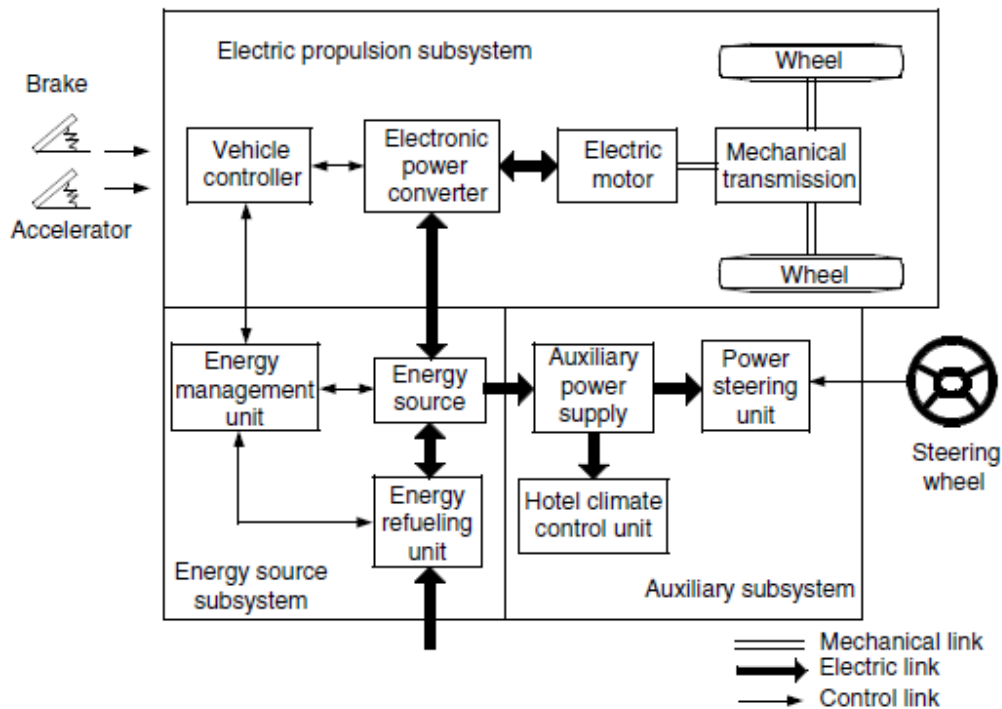 Electric propulsion subsystem
Wheel
Brake
Vehicle
controller
Electronic
power
converter
Electric
motor
Mechanical
transmission
Accelerator
Wheel
Energy
management
unit
Energy
source
Auxiliary
power
supply
Power
steering
unit
Steering
wheel
Energy
refueling
unit
Hotel climate
control unit
Energy source
subsystem
Auxiliary subsystem
Mechanical link
Electric link
Control link